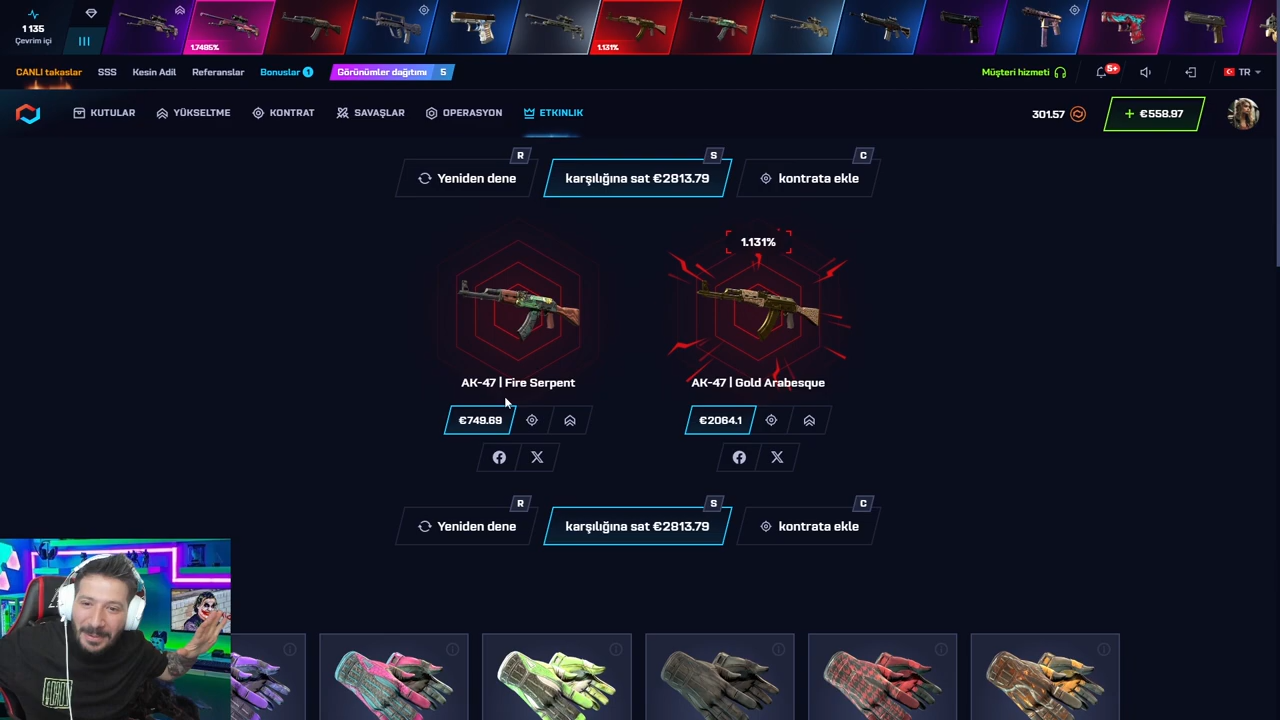 1 135
Çevrim içi
1.7485%
1.131%
CANLI takaslar
SSS
Kesin Adil
Referanslar
Bonuslar 1
Görünümler dağıtımı 5
Müşteri hizmeti
5+
TR
KUTULAR
YÜKSELTME
KONTRAT
SAVAŞLAR
OPERASYON
ETKINLIK
301.57
+ €558.97
R
Yeniden dene
S
karşılığına sat €2813.79
C
kontrata ekle
1.131%
AK-47 | Fire Serpent
AK-47 | Gold Arabesque
€749.69
€2064.1
R
Yeniden dene
S
karşılığına sat €2813.79
C
kontrata ekle